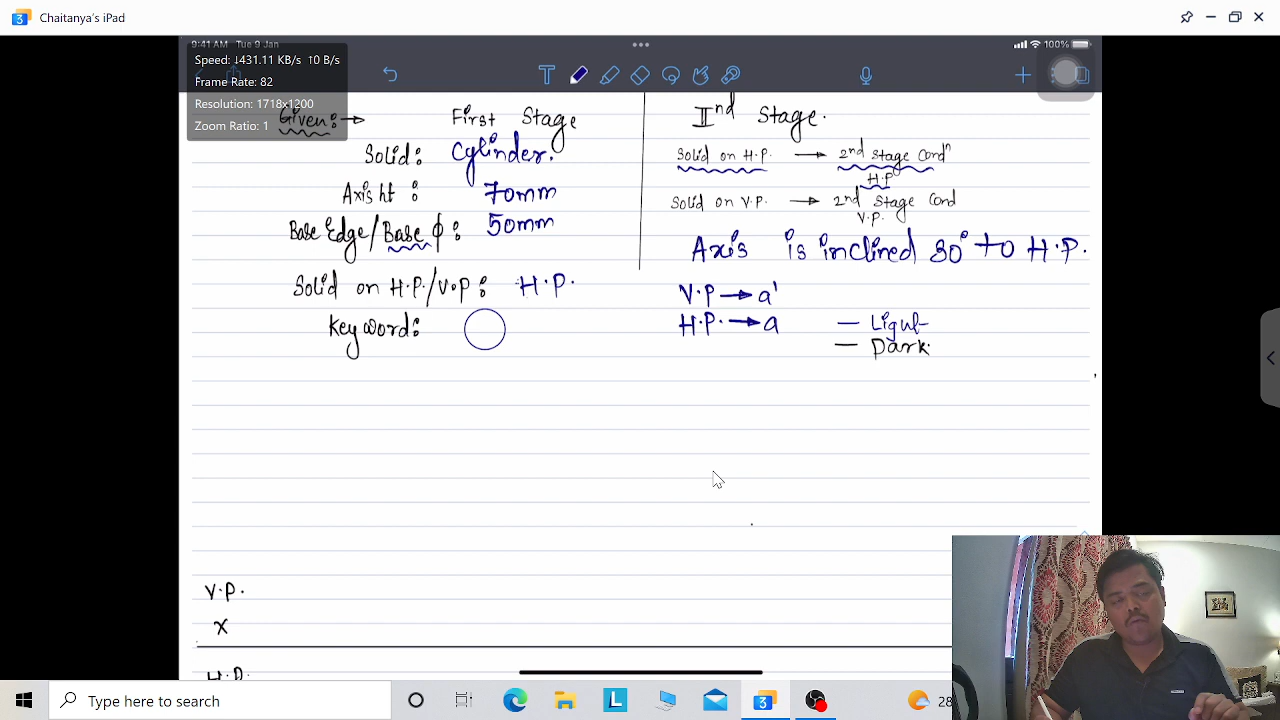 Chaitanya's iPad
9:41 AM Tue 9 Jan
100%
Speed: ↓431.11 KB/s 10 B/s
Frame Rate: 82
Resolution: 1718x1200
Zoom Ratio: 1
Given: → First Stage
Solid: Cylinder.
Axis ht : 70mm
Base Edge/Base ϕ: 50mm
Solid on H.P./V.P: H.P.
Keyword:
IInd Stage.
Solid on H.P. → 2nd stage Condn
H.P
Solid on V.P. → 2nd Stage Cond
V.P.
Axis is inclined 30° to H.P.
V.P → a'
H.P. → a
— Light
— Dark.
V.P.
X
H.P.
Type here to search
28